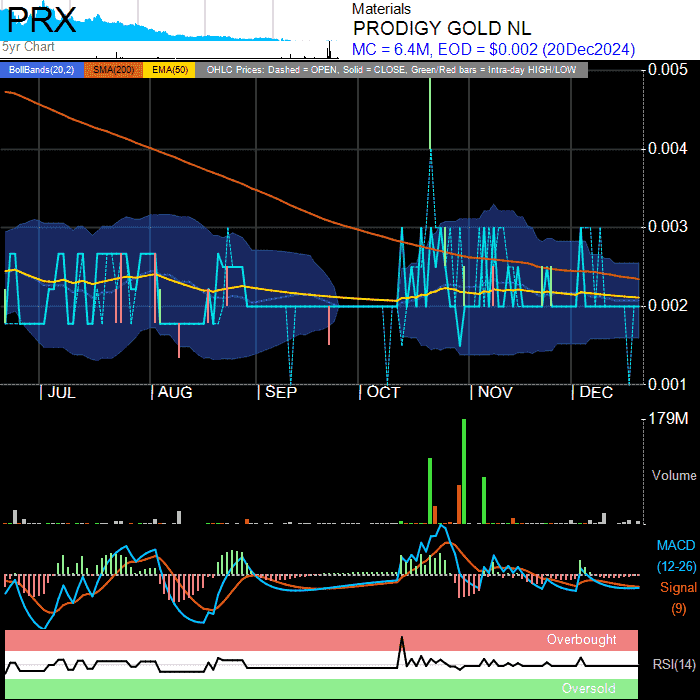 PRX
Materials
PRODIGY GOLD NL
5yr Chart
MC = 6.4M, EOD = $0.002 (20Dec2024)
BollBands(20,2) SMA(200) EMA(50) OHLC Prices: Dashed = OPEN, Solid = CLOSE, Green/Red bars = Intra-day HIGH/LOW
0.005
0.004
0.003
0.002
0.001
JUL AUG SEP OCT NOV DEC
179M
Volume
MACD
(12-26)
Signal
(9)
Overbought
RSI(14)
Oversold